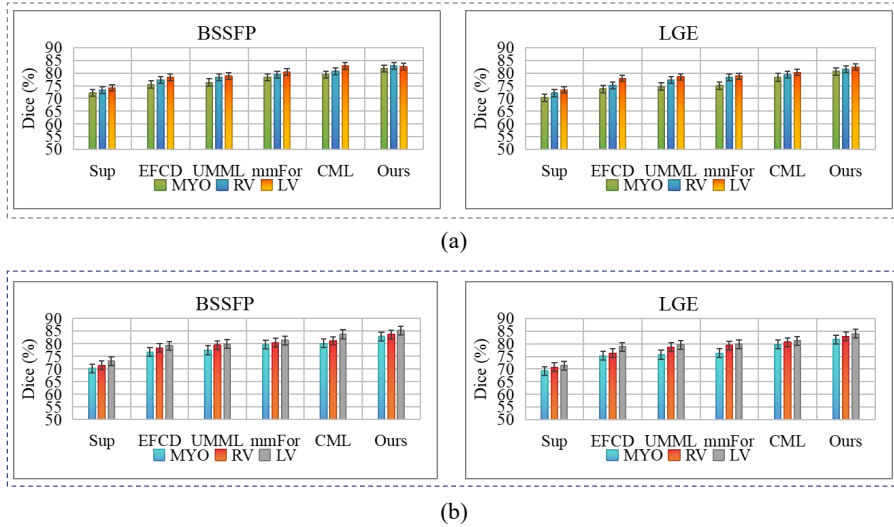 BSSFP
90
85
80
75
70
65
60
55
50
Dice (%)
Sup EFCD UMML mmFor CML Ours
MYO RV LV
LGE
90
85
80
75
70
65
60
55
50
Dice (%)
Sup EFCD UMML mmFor CML Ours
MYO RV LV
(a)
BSSFP
90
85
80
75
70
65
60
55
50
Dice (%)
Sup EFCD UMML mmFor CML Ours
MYO RV LV
LGE
90
85
80
75
70
65
60
55
50
Dice (%)
Sup EFCD UMML mmFor CML Ours
MYO RV LV
(b)